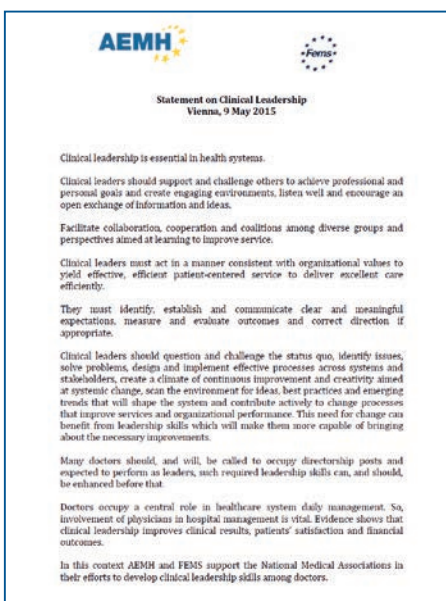 AEMH
Fems
Statement on Clinical Leadership
Vienna, 9 May 2015
Clinical leadership is essential in health systems.
Clinical leaders should support and challenge others to achieve professional and
personal goals and create engaging environments, listen well and encourage an
open exchange of information and ideas.
Facilitate collaboration, cooperation and coalitions among diverse groups and
perspectives aimed at learning to improve service.
Clinical leaders must act in a manner consistent with organizational values to
yield effective, efficient patient-centered service to deliver excellent care
efficiently.
They must identify, establish and communicate clear and meaningful
expectations, measure and evaluate outcomes and correct direction if
appropriate.
Clinical leaders should question and challenge the status quo, identify issues,
solve problems, design and implement effective processes across systems and
stakeholders, create a climate of continuous improvement and creativity aimed
at systemic change, scan the environment for ideas, best practices and emerging
trends that will shape the system and contribute actively to change processes
that improve services and organizational performance. This need for change can
benefit from leadership skills which will make them more capable of bringing
about the necessary improvements.
Many doctors should, and will, be called to occupy directorship posts and
expected to perform as leaders, such required leadership skills can, and should,
be enhanced before that.
Doctors occupy a central role in healthcare system daily management. So,
involvement of physicians in hospital management is vital. Evidence shows that
clinical leadership improves clinical results, patients' satisfaction and financial
outcomes.
In this context AEMH and FEMS support the National Medical Associations in
their efforts to develop clinical leadership skills among doctors.